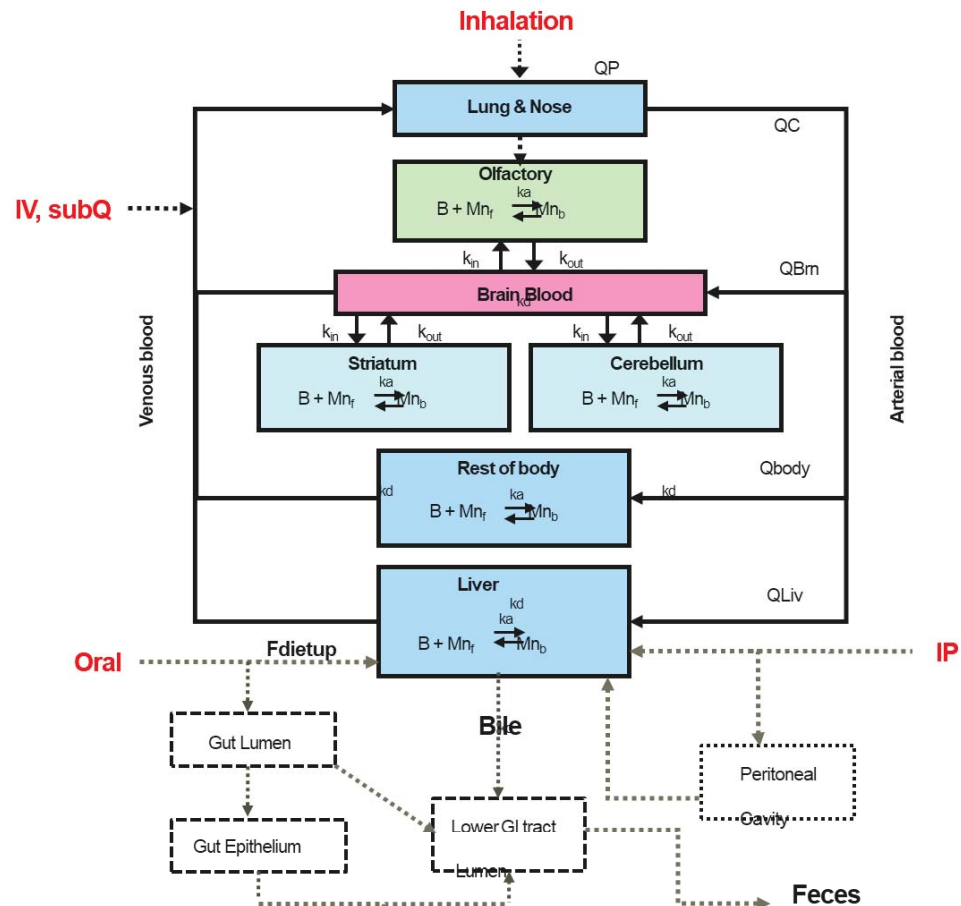 Inhalation
QP
Lung & Nose
QC
Olfactory
ka
B + Mnf Mnb
IV, subQ
kin kout
QBrn
Brain Blood
kd
kin kout kin kout
Venous blood
Arterial blood
Striatum
ka
B + Mnf Mnb
Cerebellum
ka
B + Mnf Mnb
Rest of body
Qbody
kd ka kd
B + Mnf Mnb
Liver
QLiv
kd
ka
B + Mnf Mnb
Fdietup
Oral
IP
Bile
kd
Gut Lumen
Peritoneal
Cavity
Lower GI tract
Lumen
Gut Epithelium
Feces